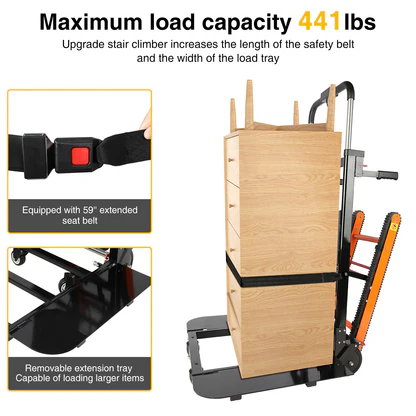 Maximum load capacity 441lbs
Upgrade stair climber increases the length of the safety belt
and the width of the load tray
Equipped with 59" extended
seat belt
Removable extension tray
Capable of loading larger items